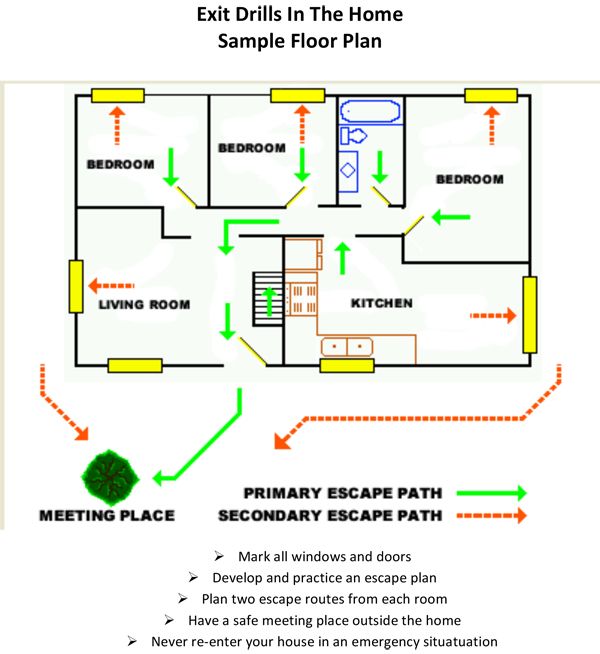 Exit Drills In The Home
Sample Floor Plan
BEDROOM
BEDROOM
BEDROOM
LIVING ROOM
KITCHEN
MEETING PLACE
PRIMARY ESCAPE PATH
SECONDARY ESCAPE PATH
➢ Mark all windows and doors
➢ Develop and practice an escape plan
➢ Plan two escape routes from each room
➢ Have a safe meeting place outside the home
➢ Never re-enter your house in an emergency situatuation